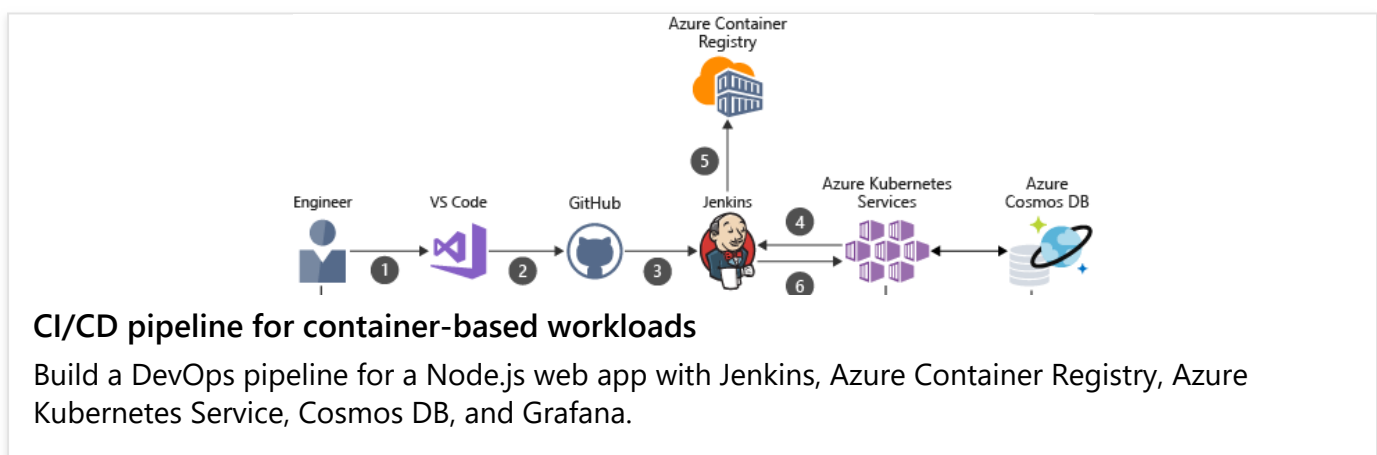 Azure Container
Registry
5
Engineer
VS Code
GitHub
Jenkins
Azure Kubernetes
Services
Azure
Cosmos DB
1
2
3
4
6
CI/CD pipeline for container-based workloads
Build a DevOps pipeline for a Node.js web app with Jenkins, Azure Container Registry, Azure
Kubernetes Service, Cosmos DB, and Grafana.